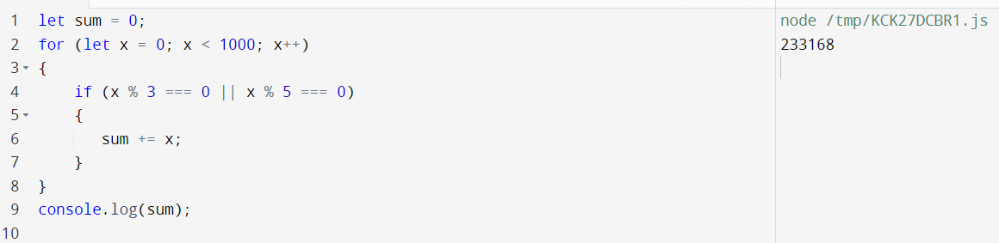 1 let sum = 0;
2 for (let x = 0; x < 1000; x++)
3 {
4 if (x % 3 === 0 || x % 5 === 0)
5 {
6 sum += x;
7 }
8 }
9 console.log(sum);
10
node /tmp/KCK27DCBR1.js
233168